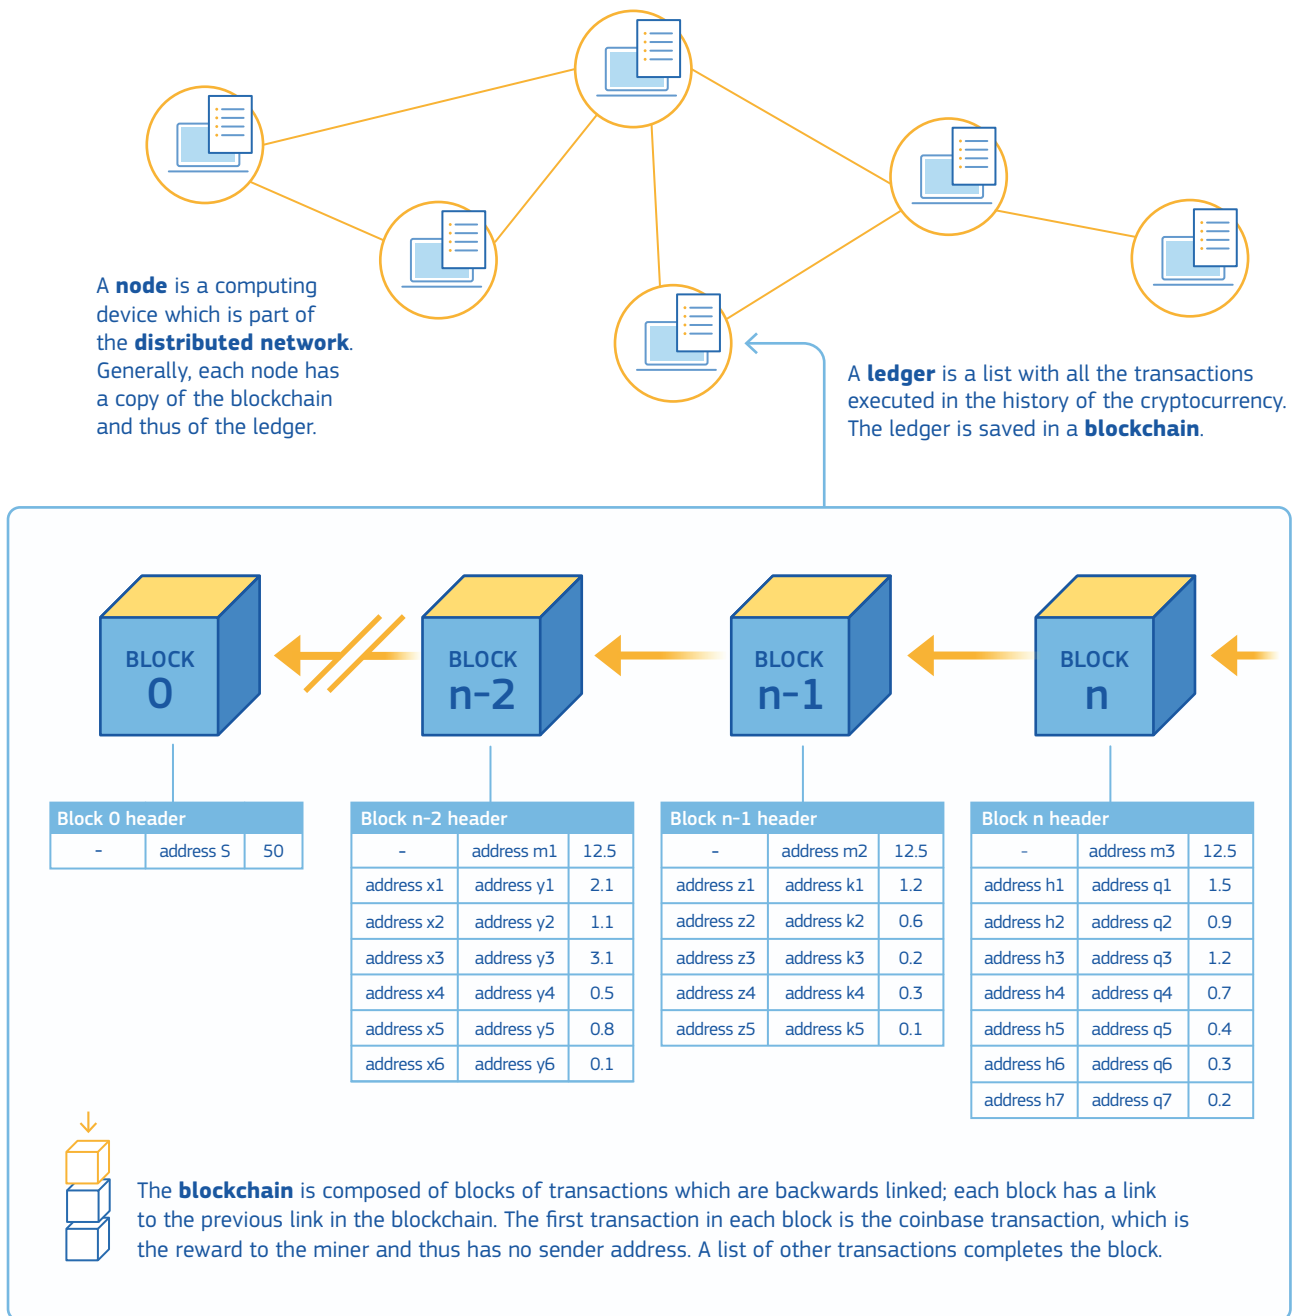 A node is a computing
device which is part of
the distributed network.
Generally, each node has
a copy of the blockchain
and thus of the ledger.
A ledger is a list with all the transactions
executed in the history of the cryptocurrency.
The ledger is saved in a blockchain.
BLOCK
0
BLOCK
n-2
BLOCK
n-1
BLOCK
n
Block 0 header
- address S 50
Block n-2 header
- address m1 12.5
address x1 address y1 2.1
address x2 address y2 1.1
address x3 address y3 3.1
address x4 address y4 0.5
address x5 address y5 0.8
address x6 address y6 0.1
Block n-1 header
- address m2 12.5
address z1 address k1 1.2
address z2 address k2 0.6
address z3 address k3 0.2
address z4 address k4 0.3
address z5 address k5 0.1
Block n header
- address m3 12.5
address h1 address q1 1.5
address h2 address q2 0.9
address h3 address q3 1.2
address h4 address q4 0.7
address h5 address q5 0.4
address h6 address q6 0.3
address h7 address q7 0.2
The blockchain is composed of blocks of transactions which are backwards linked; each block has a link
to the previous link in the blockchain. The first transaction in each block is the coinbase transaction, which is
the reward to the miner and thus has no sender address. A list of other transactions completes the block.